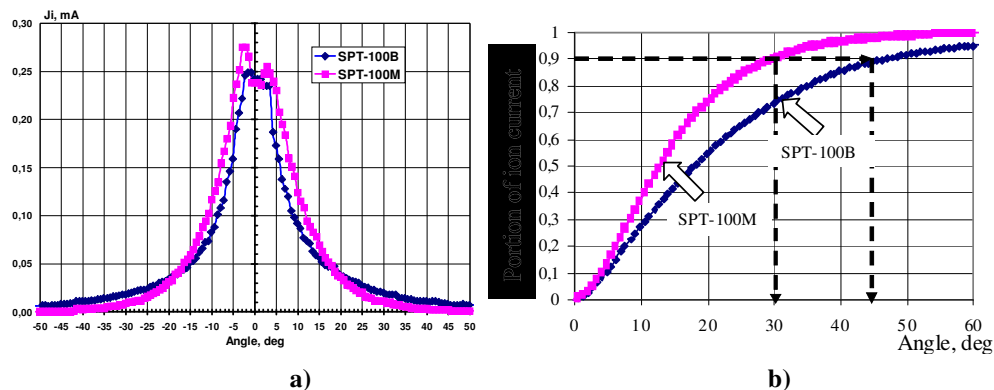 Ji, mA
0,30
0,25
0,20
0,15
0,10
0,05
0,00
-50 -45 -40 -35 -30 -25 -20 -15 -10 -5 0 5 10 15 20 25 30 35 40 45 50
Angle, deg
SPT-100B
SPT-100M
a)
Portion of ion current
1
0,9
0,8
0,7
0,6
0,5
0,4
0,3
0,2
0,1
0
0 10 20 30 40 50 60
Angle, deg
SPT-100B
SPT-100M
b)